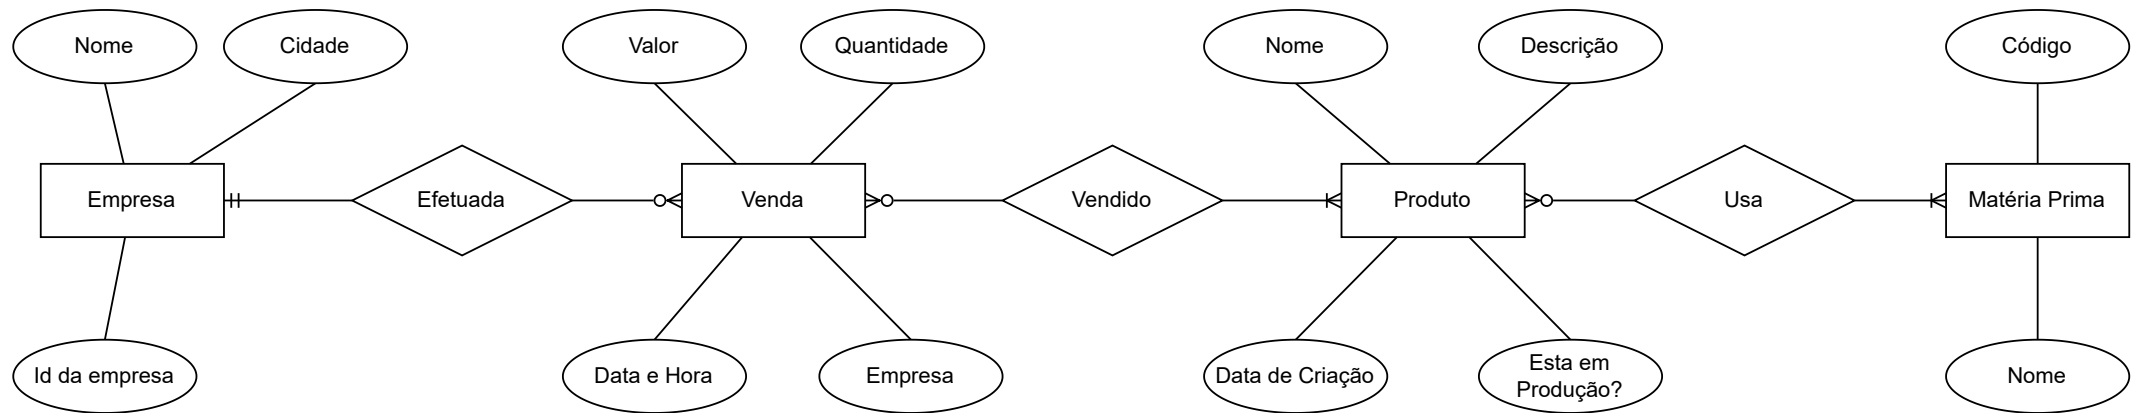 Nome
Cidade
Valor
Quantidade
Nome
Descrição
Código
Empresa
Efetuada
Venda
Vendido
Produto
Usa
Matéria Prima
Id da empresa
Data e Hora
Empresa
Data de Criação
Esta em
Produção?
Nome